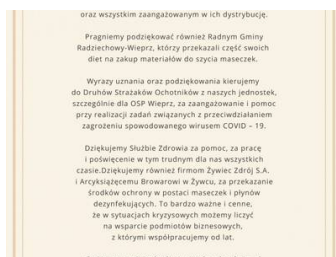 oraz wszystkim zaangażowanym w ich dystrybucję.
Pragniemy podziękować również Radnym Gminy
Radziechowy-Wieprz, którzy przekazali część swoich
diet na zakup materiałów do szycia maseczek.
Wyrazy uznania oraz podziękowania kierujemy
do Druhów Strażaków Ochotników z naszych jednostek,
szczególnie dla OSP Wieprz, za zaangażowanie i pomoc
przy realizacji zadań związanych z przeciwdziałaniem
zagrożeniu spowodowanego wirusem COVID – 19.
Dziękujemy Służbie Zdrowia za pomoc, za pracę
i poświęcenie w tym trudnym dla nas wszystkich
czasie.Dziękujemy również firmom Żywiec Zdrój S.A.
i Arcyksiążęcemu Browarowi w Żywcu, za przekazanie
środków ochrony w postaci maseczek i płynów
dezynfekujących. To bardzo ważne i cenne,
że w sytuacjach kryzysowych możemy liczyć
na wsparcie podmiotów biznesowych,
z którymi współpracujemy od lat.